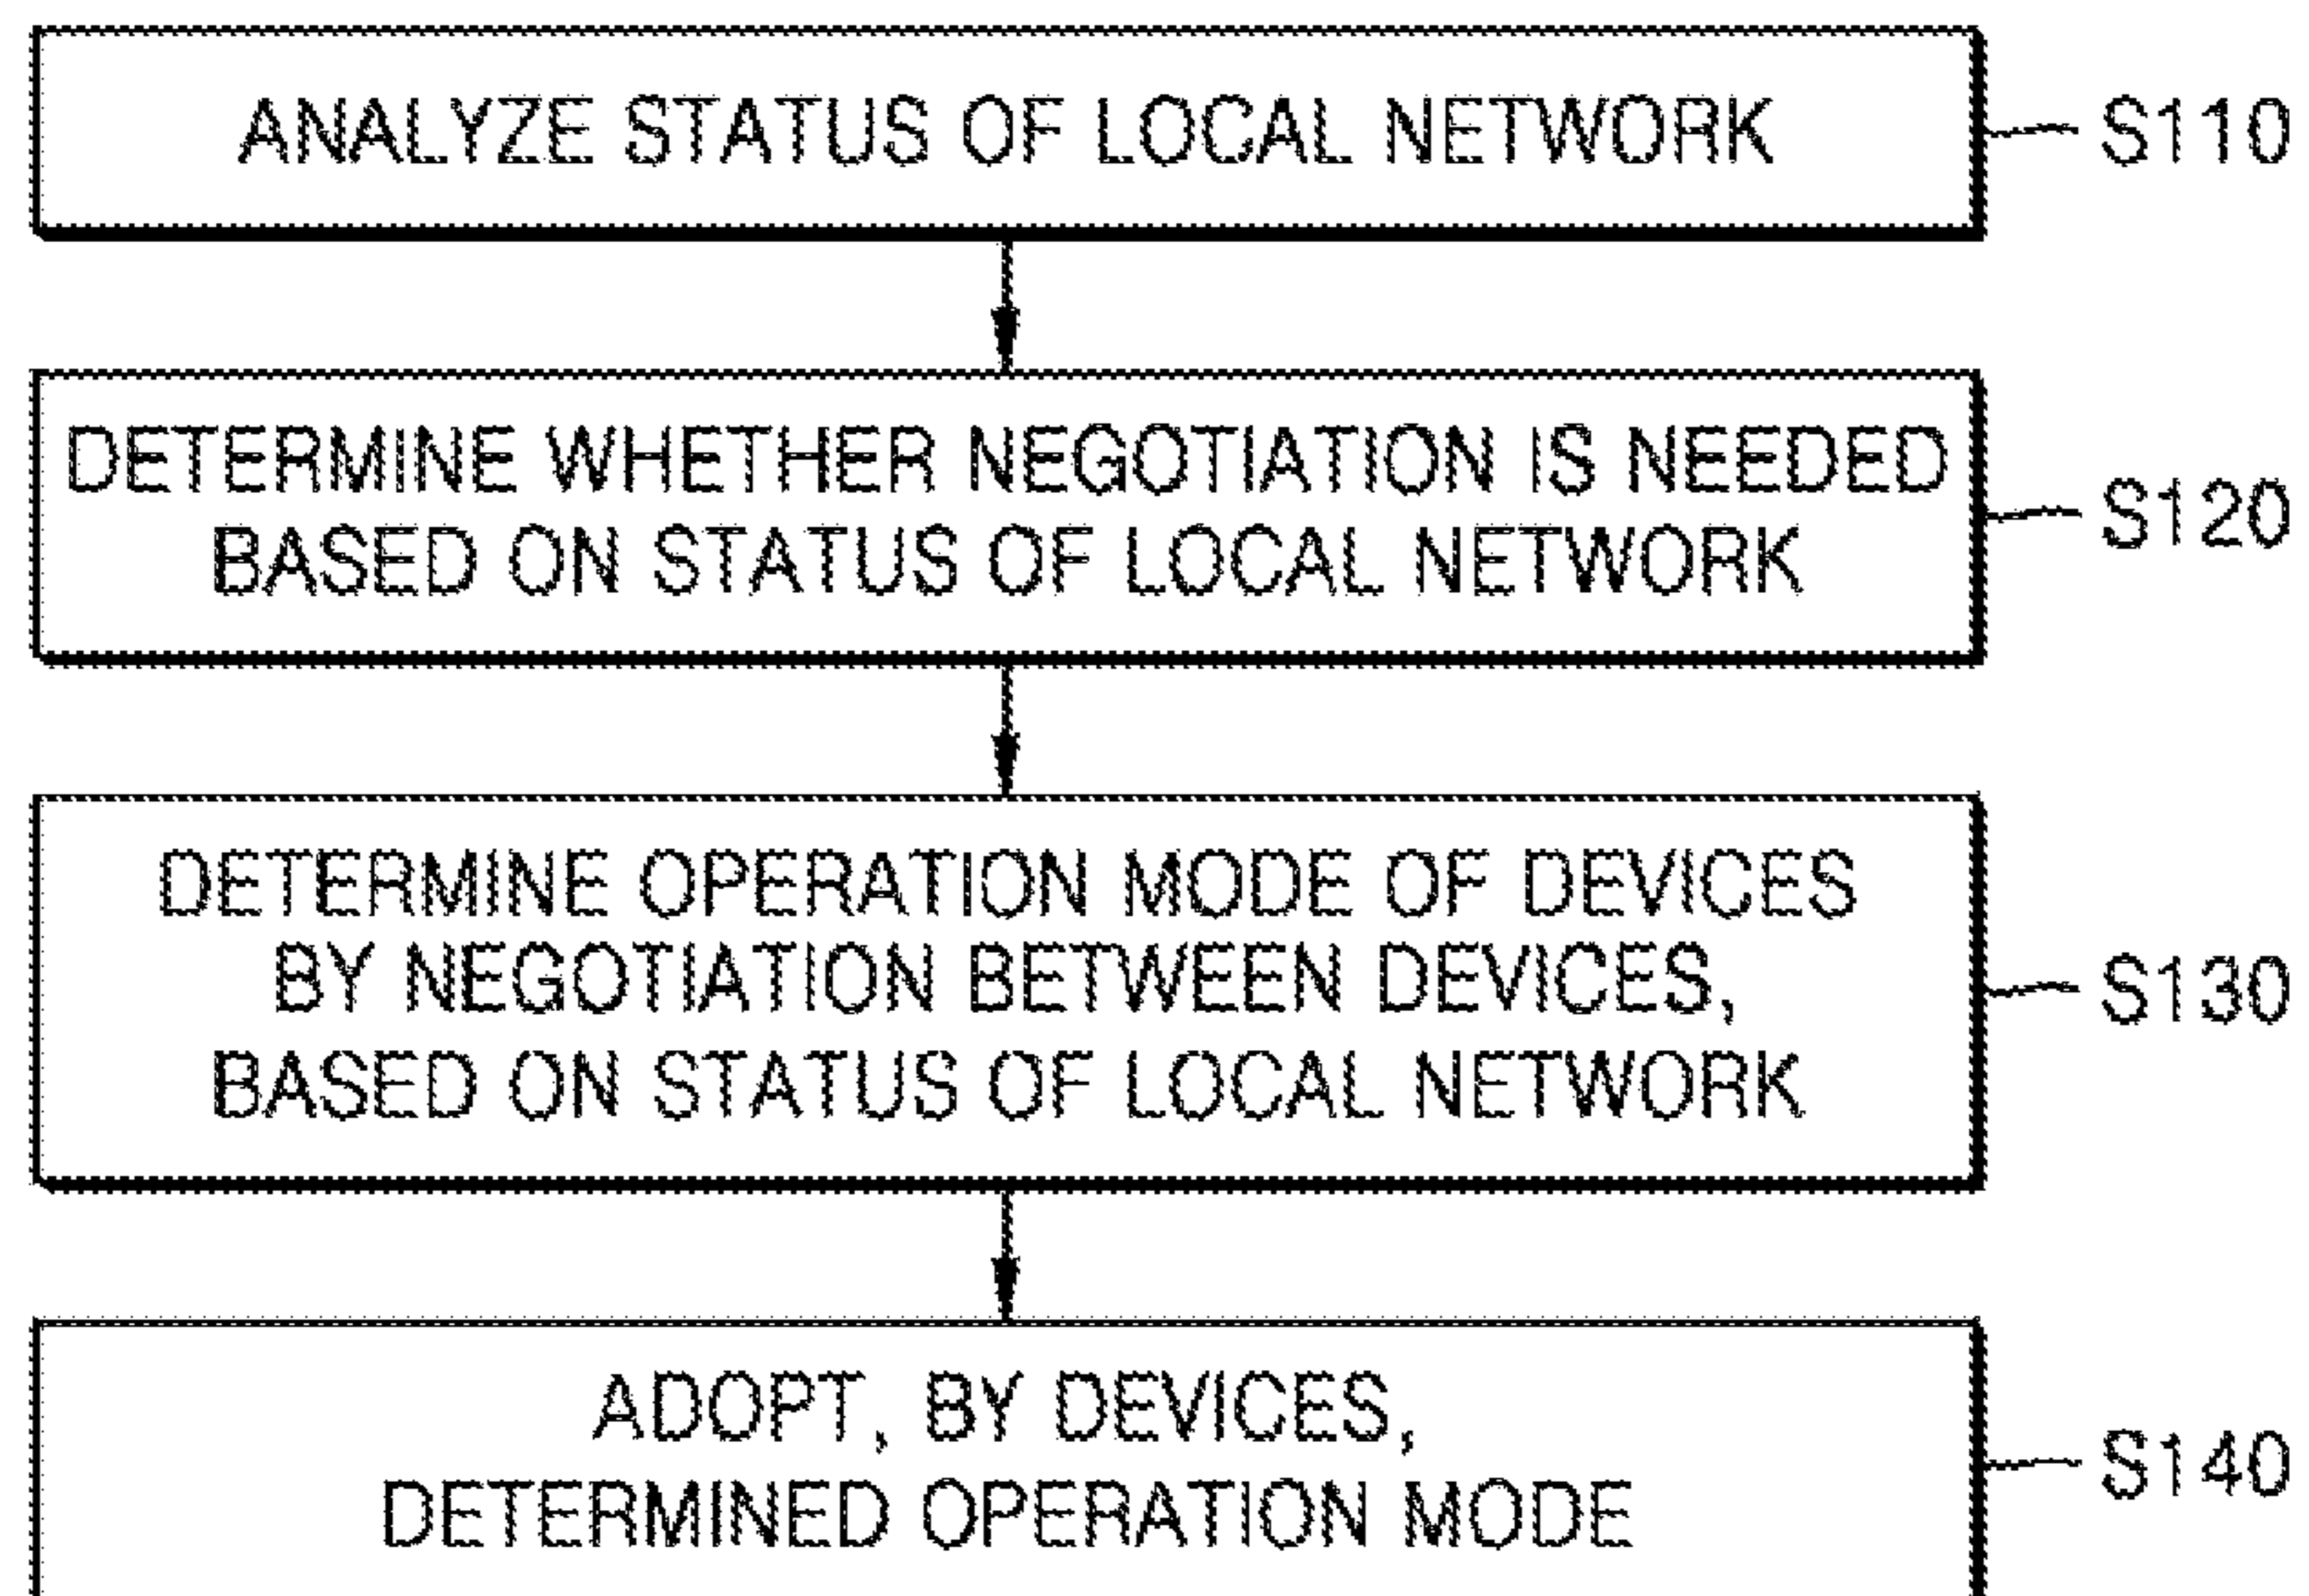 ANALYZE STATUS OF LOCAL NETWORK
S110
DETERMINE WHETHER NEGOTIATION IS NEEDED
BASED ON STATUS OF LOCAL NETWORK
S120
DETERMINE OPERATION MODE OF DEVICES
BY NEGOTIATION BETWEEN DEVICES,
BASED ON STATUS OF LOCAL NETWORK
S130
ADOPT, BY DEVICES,
DETERMINED OPERATION MODE
S140